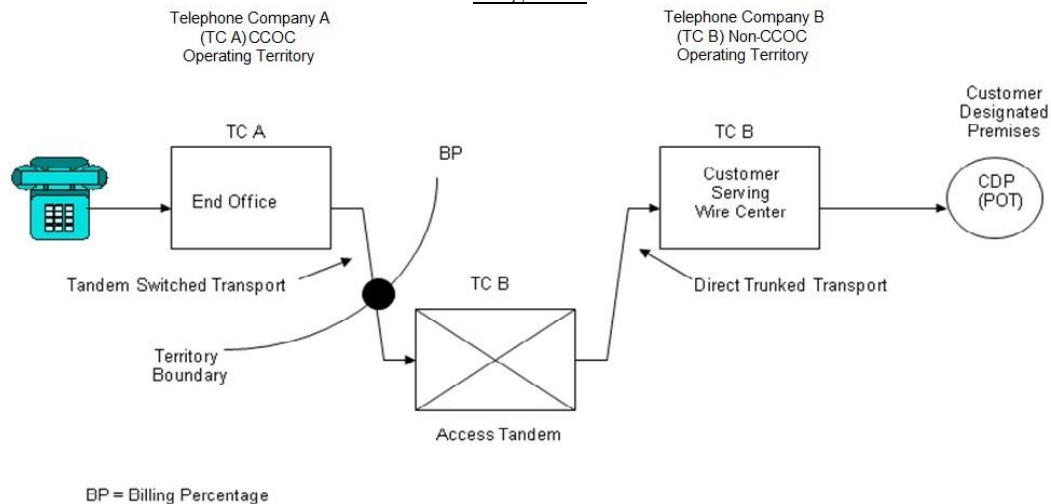 Telephone Company A
(TC A) CCOC
Operating Territory
Telephone Company B
(TC B) Non-CCOC
Operating Territory
Customer
Designated
Premises
TC A
BP
TC B
End Office
Customer
Serving
Wire Center
CDP
(POT)
Tandem Switched Transport
TC B
Direct Trunked Transport
Territory
Boundary
Access Tandem
BP = Billing Percentage